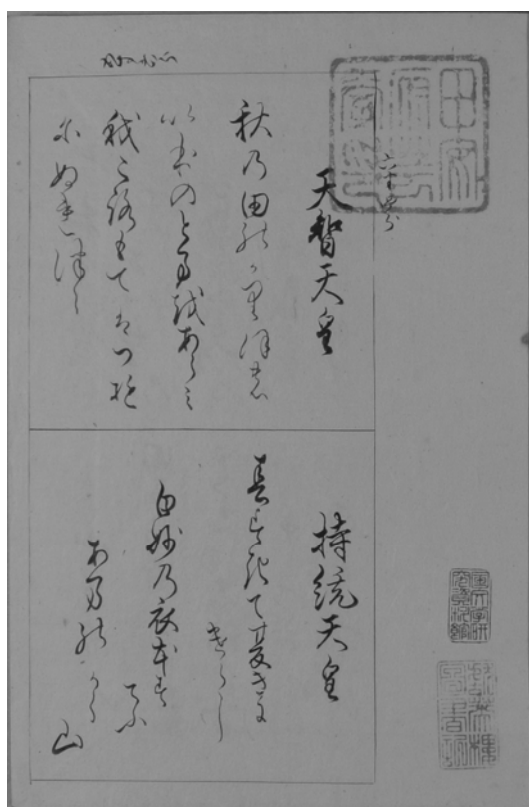 天智天皇
秋乃田のかりほの
いほのとまをあらみ
我ころもてはつゆ
にぬれつゝ
持統天皇
春すきて夏きに
けらし
白妙乃衣ほす
てふ
あまのかく
山